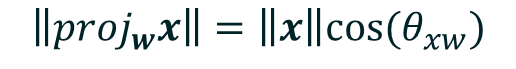 ‖proj_w x‖ = ‖x‖cos(θ_xw)